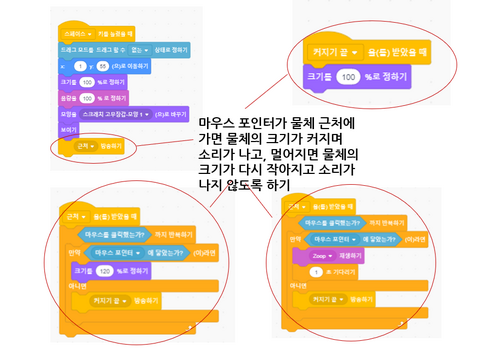 스페이스 키를 눌렀을 때
드래그 모드를 드래그 할 수 없는 상태로 정하기
x: 1 y: 55 (으)로 이동하기
크기를 100 %로 정하기
음량을 100 % 로 정하기
모양을 스크래치 고무장갑-모양 1 (으)로 바꾸기
보이기
근처 방송하기
커지기 끝 을(를) 받았을 때
크기를 100 %로 정하기
마우스 포인터가 물체 근처에
가면 물체의 크기가 커지며
소리가 나고, 멀어지면 물체의
크기가 다시 작아지고 소리가
나지 않도록 하기
근처 을(를) 받았을 때
마우스를 클릭했는가? 까지 반복하기
만약 마우스 포인터 에 닿았는가? (이)라면
크기를 120 %로 정하기
아니면
커지기 끝 방송하기
근처 을(를) 받았을 때
마우스를 클릭했는가? 까지 반복하기
만약 마우스 포인터 에 닿았는가? (이)라면
Zoop 재생하기
1 초 기다리기
아니면
커지기 끝 방송하기